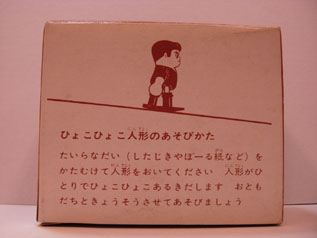 ひょこひょこ人形のあそびかた
たいらなだい（したじきやぼーる紙など）を
かたむけて人形をおいてください　人形がひ
とりでひょこひょこあるきだします　おとも
だちときょうそうさせてあそびましょう